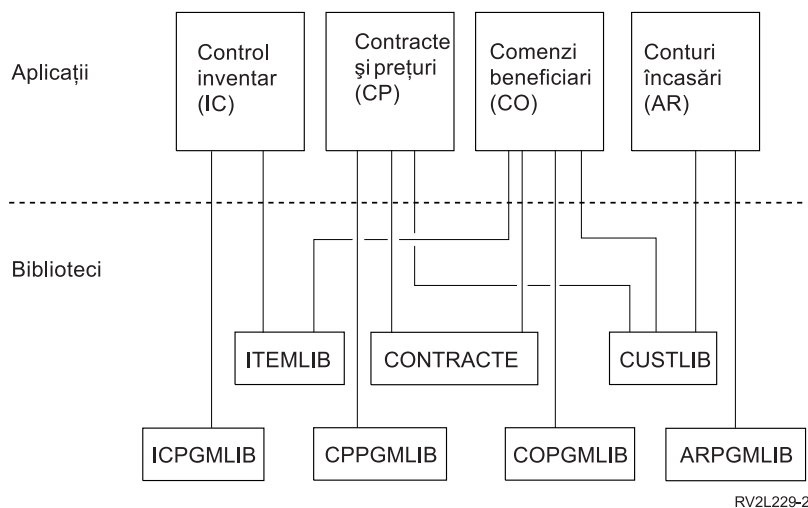 Aplicații
Control
inventar
(IC)
Contracte
și prețuri
(CP)
Comenzi
beneficiari
(CO)
Conturi
încasări
(AR)
Biblioteci
ITEMLIB
CONTRACTE
CUSTLIB
ICPGMLIB
CPPGMLIB
COPGMLIB
ARPGMLIB
RV2L229-2